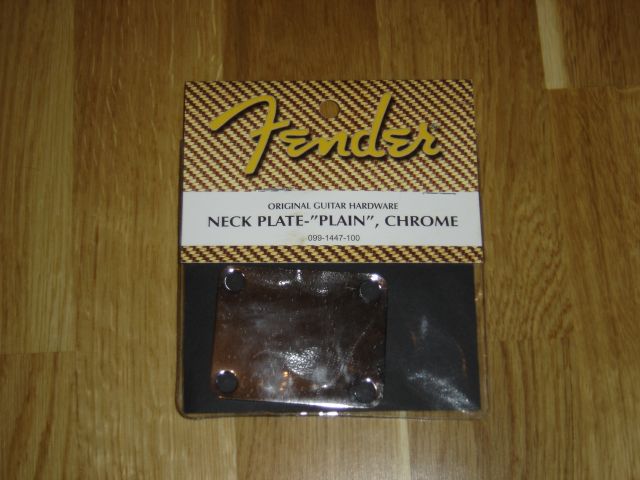 Fender
ORIGINAL GUITAR HARDWARE
NECK PLATE-"PLAIN", CHROME
099-1447-100